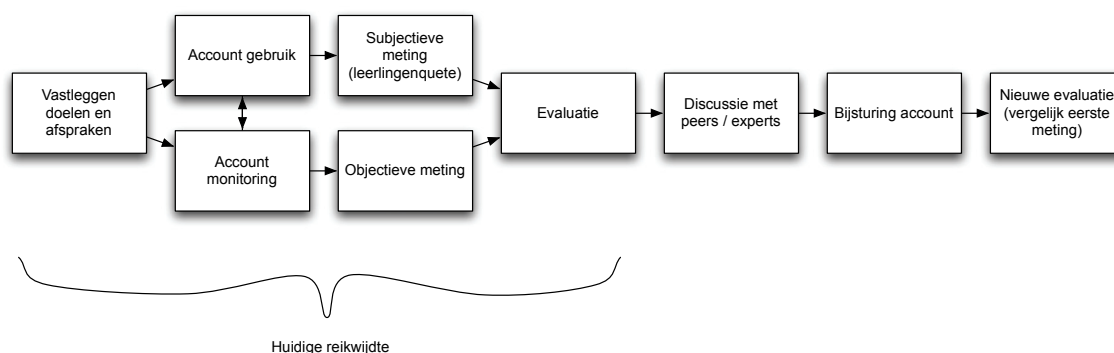 Vastleggen
doelen en
afspraken
Account gebruik
Account
monitoring
Subjectieve
meting
(leerlingenquete)
Objectieve meting
Evaluatie
Discussie met
peers / experts
Bijsturing account
Nieuwe evaluatie
(vergelijk eerste
meting)
Huidige reikwijdte